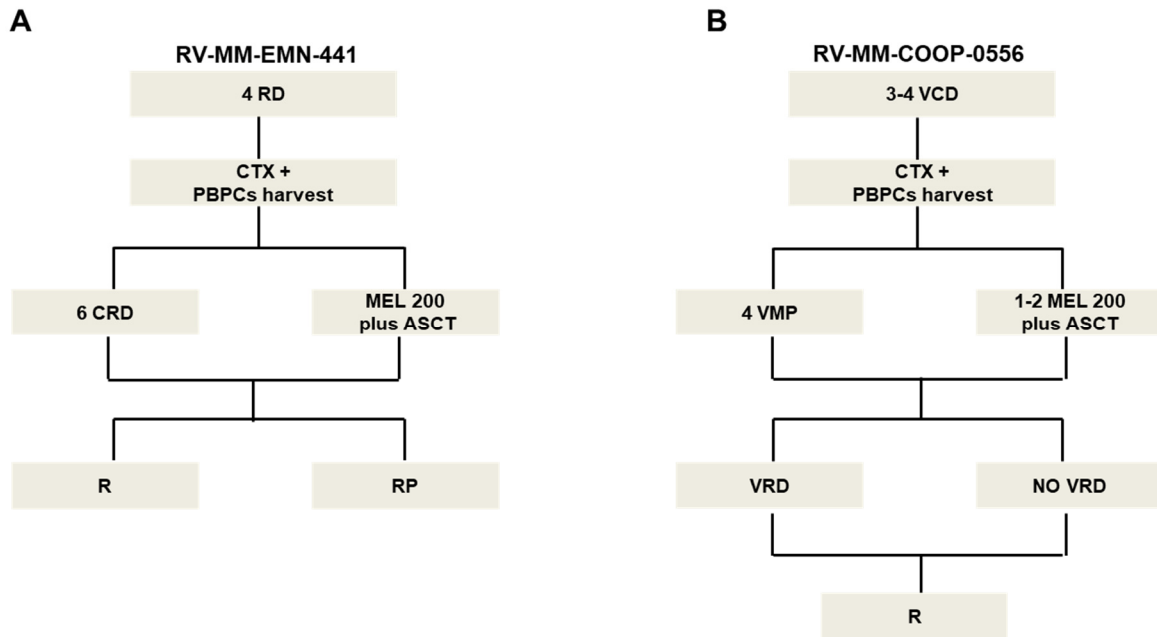 A
RV-MM-EMN-441
4 RD
CTX +
PBPCs harvest
6 CRD
MEL 200
plus ASCT
R
RP
B
RV-MM-COOP-0556
3-4 VCD
CTX +
PBPCs harvest
4 VMP
1-2 MEL 200
plus ASCT
VRD
NO VRD
R